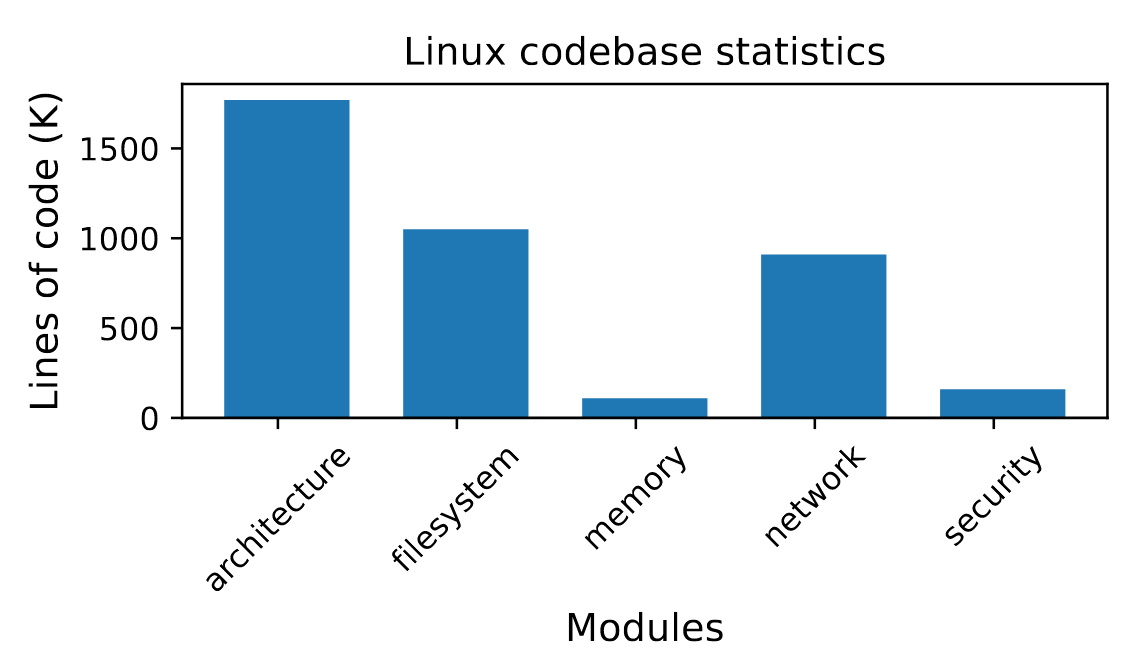 Linux codebase statistics
Lines of code (K)
1500
1000
500
0
architecture
filesystem
memory
network
security
Modules